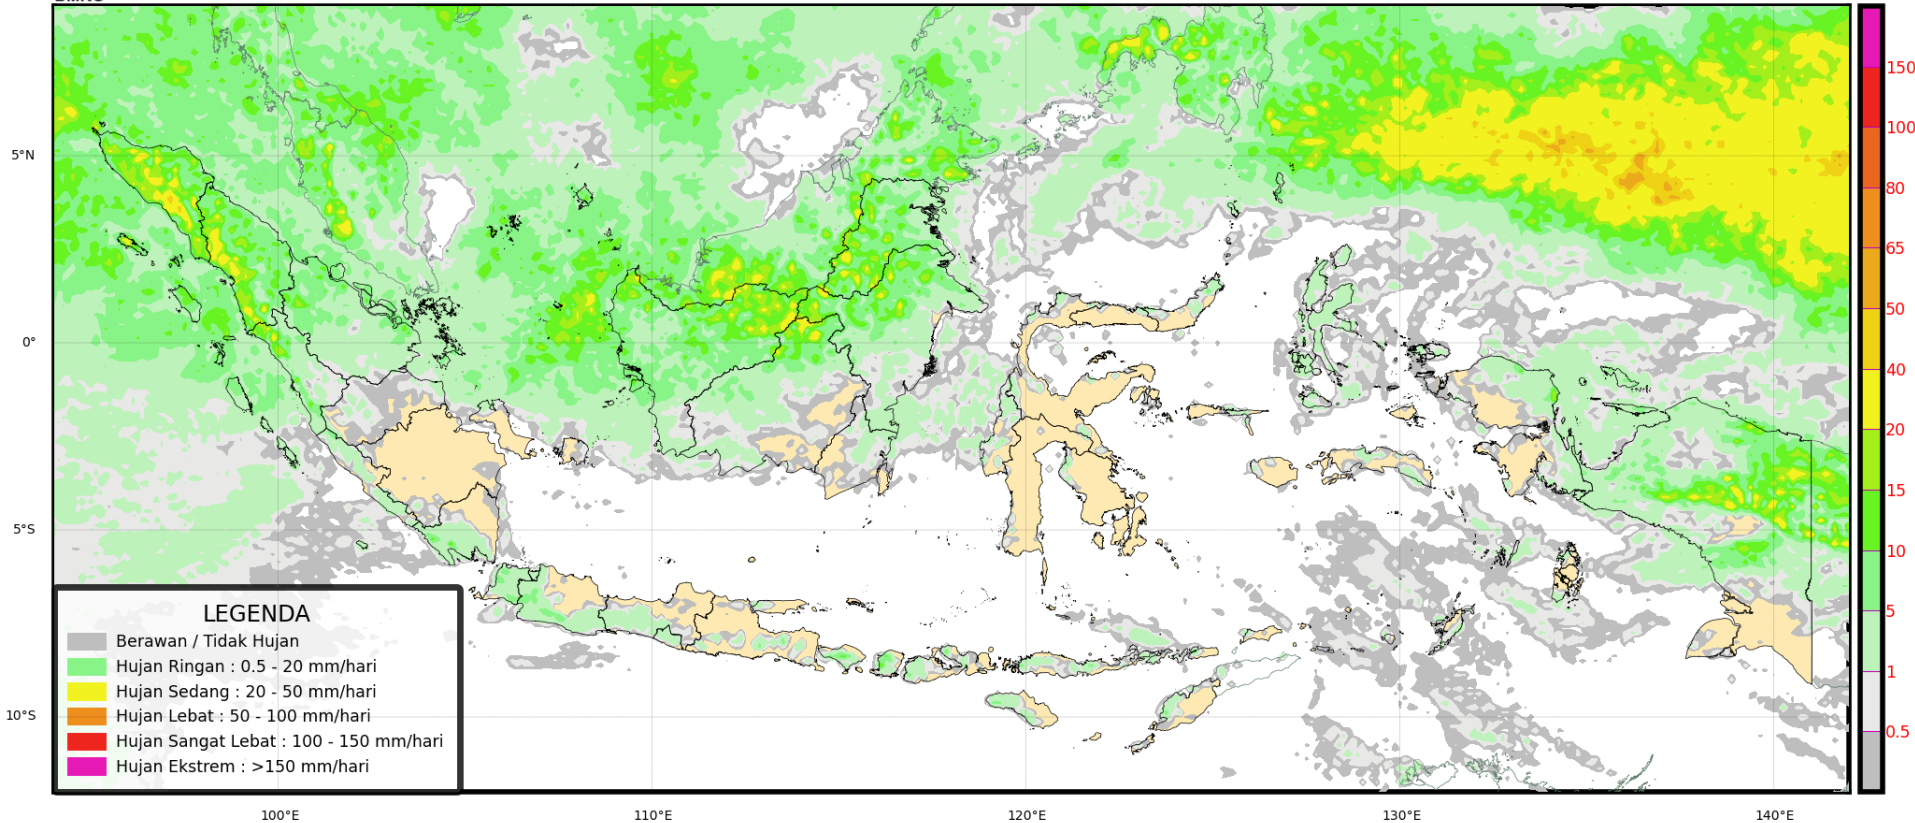 5°N
0°
5°S
10°S
100°E
110°E
120°E
130°E
140°E
LEGENDA
Berawan / Tidak Hujan
Hujan Ringan : 0.5 - 20 mm/hari
Hujan Sedang : 20 - 50 mm/hari
Hujan Lebat : 50 - 100 mm/hari
Hujan Sangat Lebat : 100 - 150 mm/hari
Hujan Ekstrem : >150 mm/hari
150
100
80
65
50
40
20
15
10
5
1
0.5